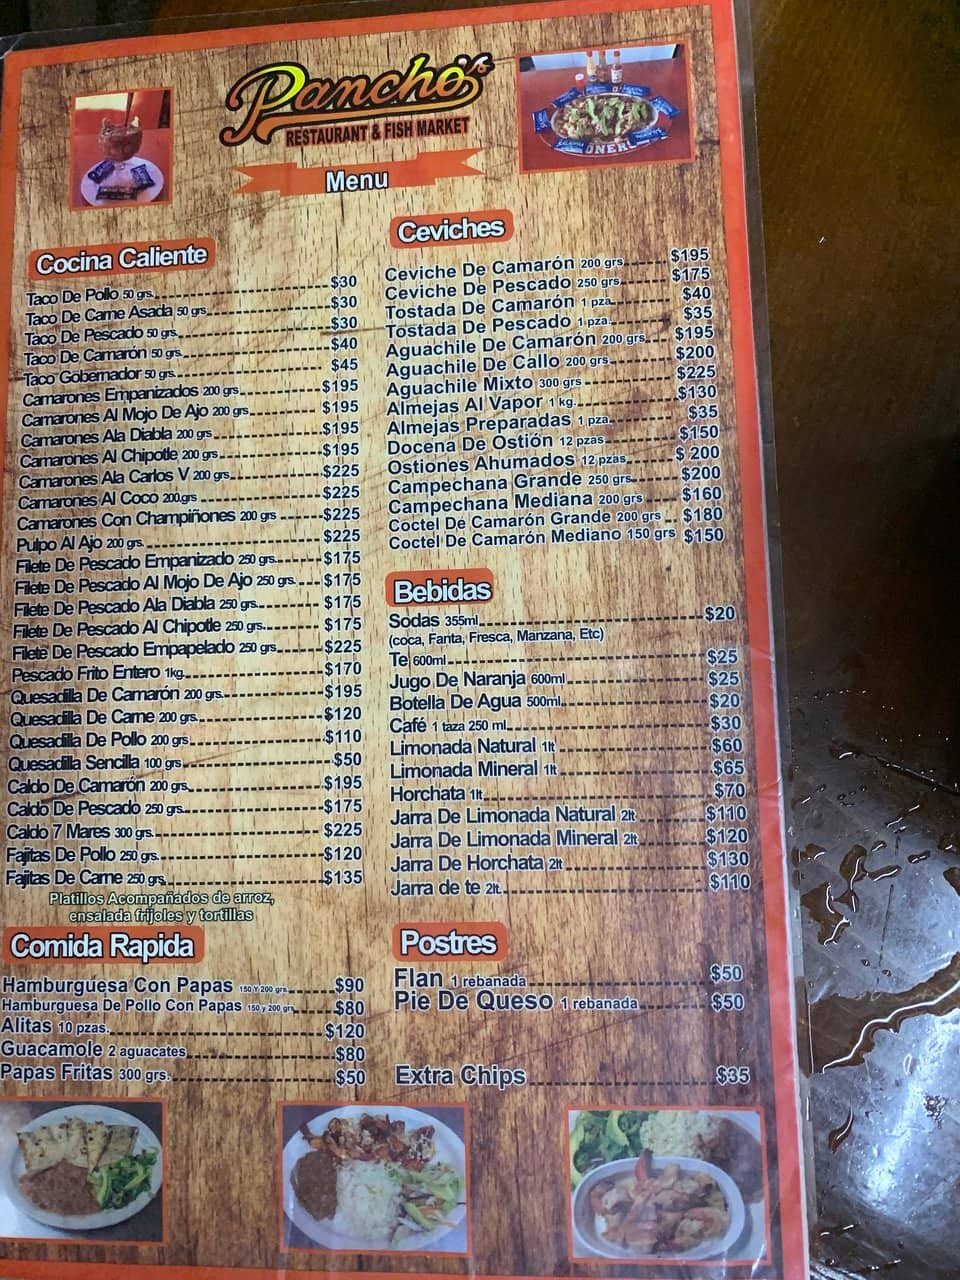 Pancho's
RESTAURANT & FISH MARKET
Menu
Cocina Caliente
Taco De Pollo 50 grs. $30
Taco De Carne Asada 50 grs $30
Taco De Pescado 50 grs. $30
Taco De Camarón 50 grs. $40
Taco Gobernador 50 grs. $45
Camarones Empanizados 200 grs. $195
Camarones Al Mojo De Ajo 200 grs. $195
Camarones Ala Diabla 200 grs. $195
Camarones Al Chipotle 200 grs. $195
Camarones Ala Carlos V 200 grs. $225
Camarones Al Coco 200.grs $225
Camarones Con Champiñones 200 grs $225
Pulpo Al Ajo 200 grs. $225
Filete De Pescado Empanizado 250 grs. $175
Filete De Pescado Al Mojo De Ajo 250 grs. $175
Filete De Pescado Ala Diabla 250 grs. $175
Filete De Pescado Al Chipotle 250 grs. $175
Filete De Pescado Empapelado 250 grs. $225
Pescado Frito Entero 1kg. $170
Quesadilla De Camarón 200 grs. $195
Quesadilla De Carne 200 grs. $120
Quesadilla De Pollo 200 grs $110
Quesadilla Sencilla 100 grs $50
Caldo De Camarón 200 grs. $195
Caldo De Pescado 250 grs. $175
Caldo 7 Mares 300 grs. $225
Fajitas De Pollo 250 grs. $120
Fajitas De Carne 250 grs. $135
Platillos Acompañados de arroz,
ensalada frijoles y tortillas
Comida Rapida
Hamburguesa Con Papas 150 Y 200 grs. $90
Hamburguesa De Pollo Con Papas 150 y 200 grs $80
Alitas 10 pzas. $120
Guacamole 2 aguacates $80
Papas Fritas 300 grs. $50
Ceviches
Ceviche De Camarón 200 grs $195
Ceviche De Pescado 250 grs $175
Tostada De Camarón 1 pza. $40
Tostada De Pescado 1 pza. $35
Aguachile De Camarón 200 grs $195
Aguachile De Callo 200 grs $200
Aguachile Mixto 300 grs $225
Almejas Al Vapor 1 kg. $130
Almejas Preparadas 1 pza. $35
Docena De Ostión 12 pzas $150
Ostiones Ahumados 12 pzas $ 200
Campechana Grande 250 grs $200
Campechana Mediana 200 grs $160
Coctel De Camarón Grande 200 grs $180
Coctel De Camarón Mediano 150 grs $150
Bebidas
Sodas 355ml $20
(coca, Fanta, Fresca, Manzana, Etc)
Te 600ml $25
Jugo De Naranja 600ml $25
Botella De Agua 500ml $20
Café 1 taza 250 ml. $30
Limonada Natural 1lt $60
Limonada Mineral 1lt $65
Horchata 1lt $70
Jarra De Limonada Natural 2lt $110
Jarra De Limonada Mineral 2lt $120
Jarra De Horchata 2lt $130
Jarra de te 2lt. $110
Postres
Flan 1 rebanada $50
Pie De Queso 1 rebanada $50
Extra Chips $35